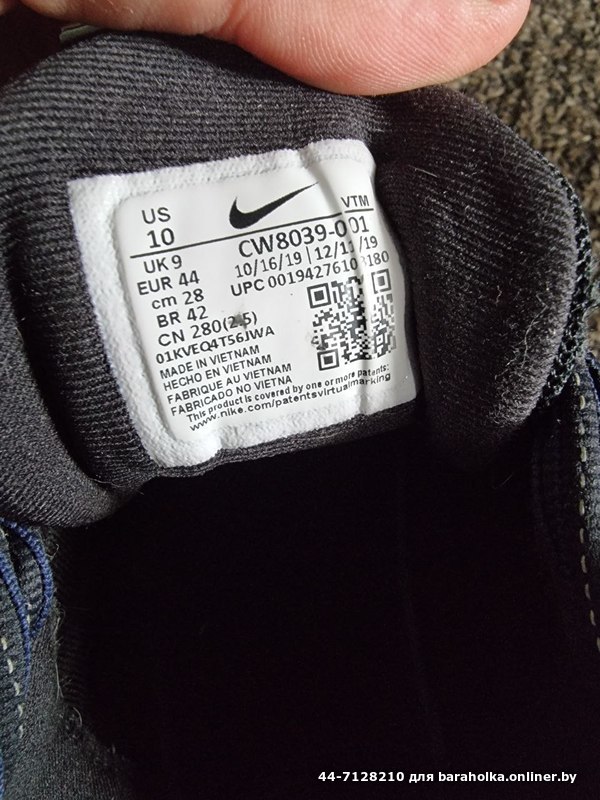 US
10
VTM
UK 9
CW8039-001
EUR 44
10/16/19 | 12/11/19
cm 28
UPC
BR 42
CN 280(2.5)
01KVEQ4T56JWA
MADE IN VIETNAM
HECHO EN VIETNAM
FABRIQUE AU VIETNAM
FABRICADO NO VIETNA
This product is covered by one or more patents:
www.nike.com/patentsvirtualmarking
44-7128210 для baraholka.onliner.by